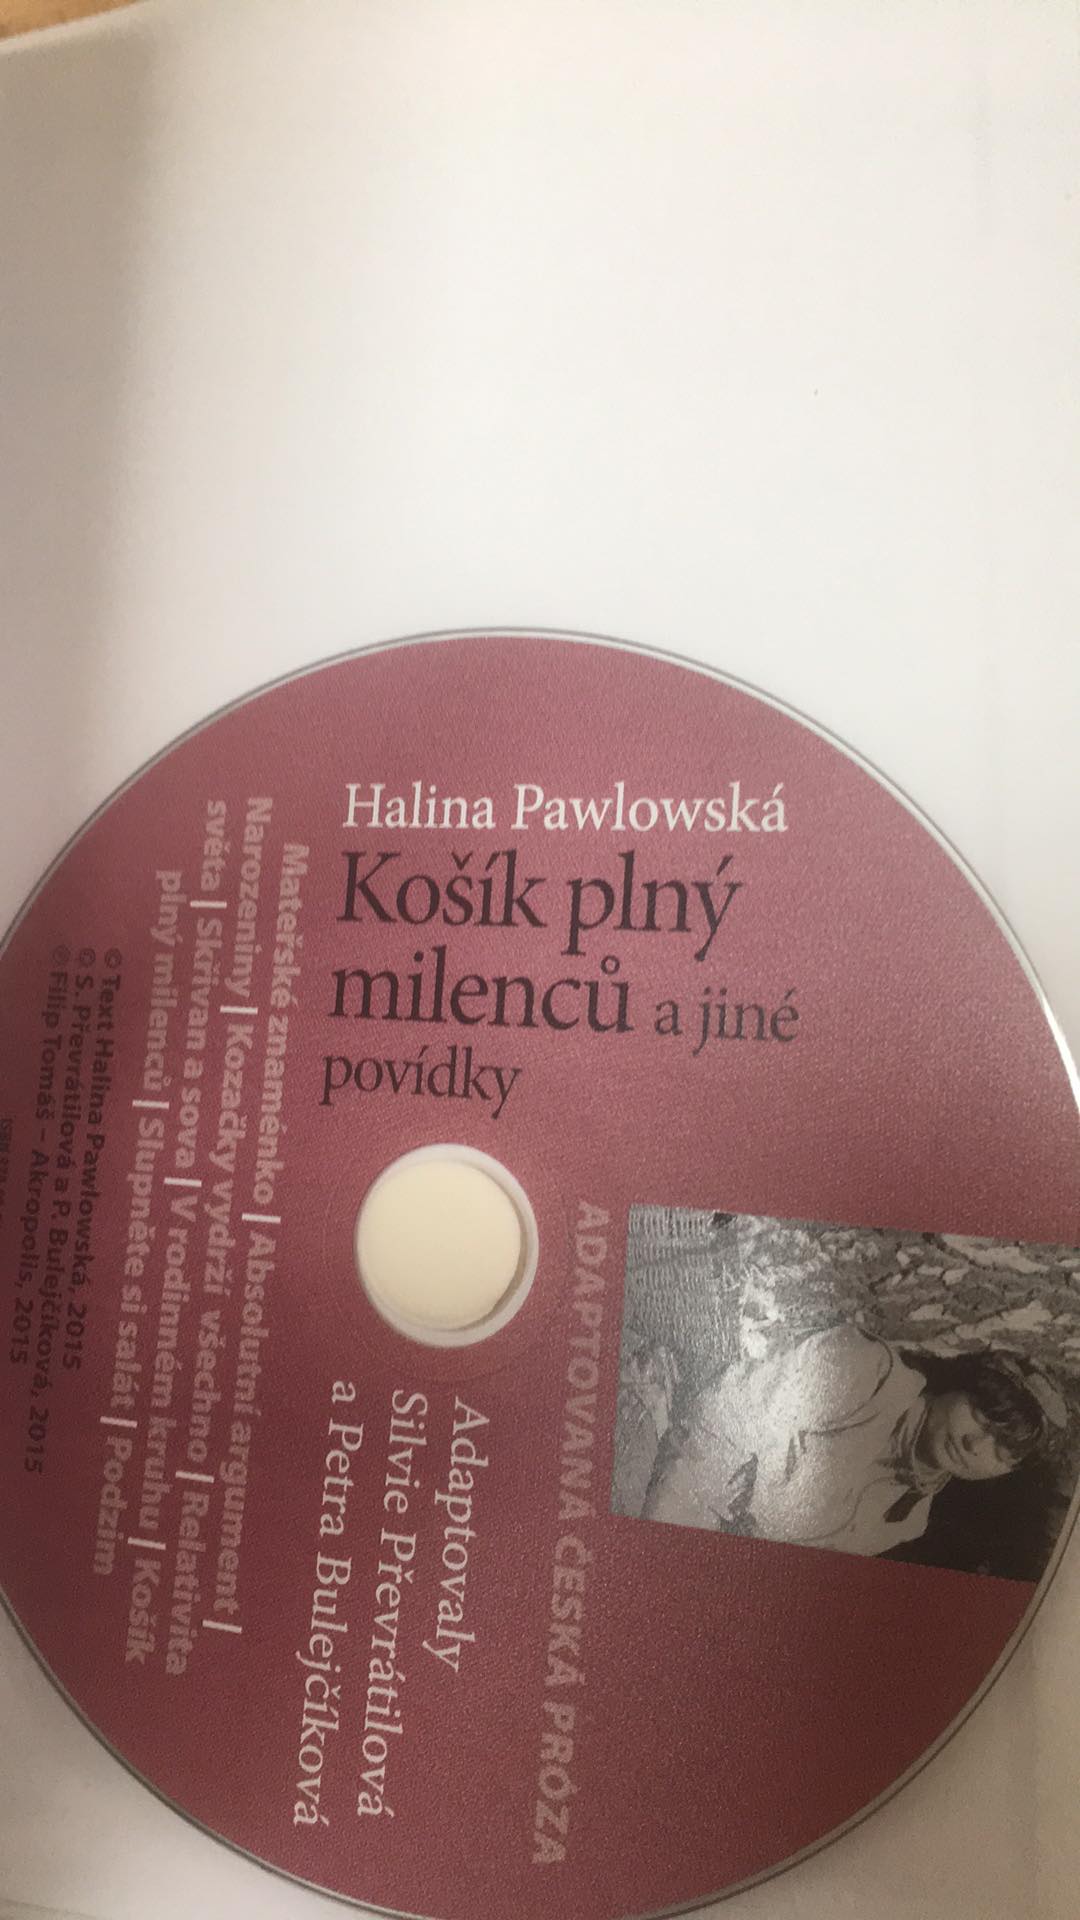 Halina Pawlowská
Košík plný
milenců a jiné
povídky
ADAPTOVANÁ ČESKÁ PRÓZA
Adaptovaly
Silvie Převrátilová
a Petra Bulejčíková
Mateřské znaménko | Absolutní argument |
Narozeniny | Kozačky vydrží všechno | Relativita
světa | Skřivan a sova | V rodinném kruhu | Košík
plný milenců | Slupněte si salát | Podzim
© Text Halina Pawlowská, 2015
© S. Převrátilová a P. Bulejčíková, 2015
Filip Tomáš – Akropolis, 2015